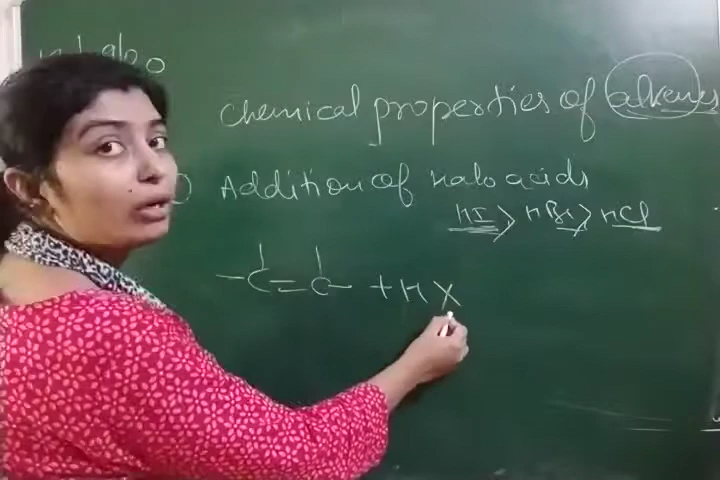 Chemical properties of alkenes
) Addition of Halo acids
HI > HBr > HCl
-C=C- + HX